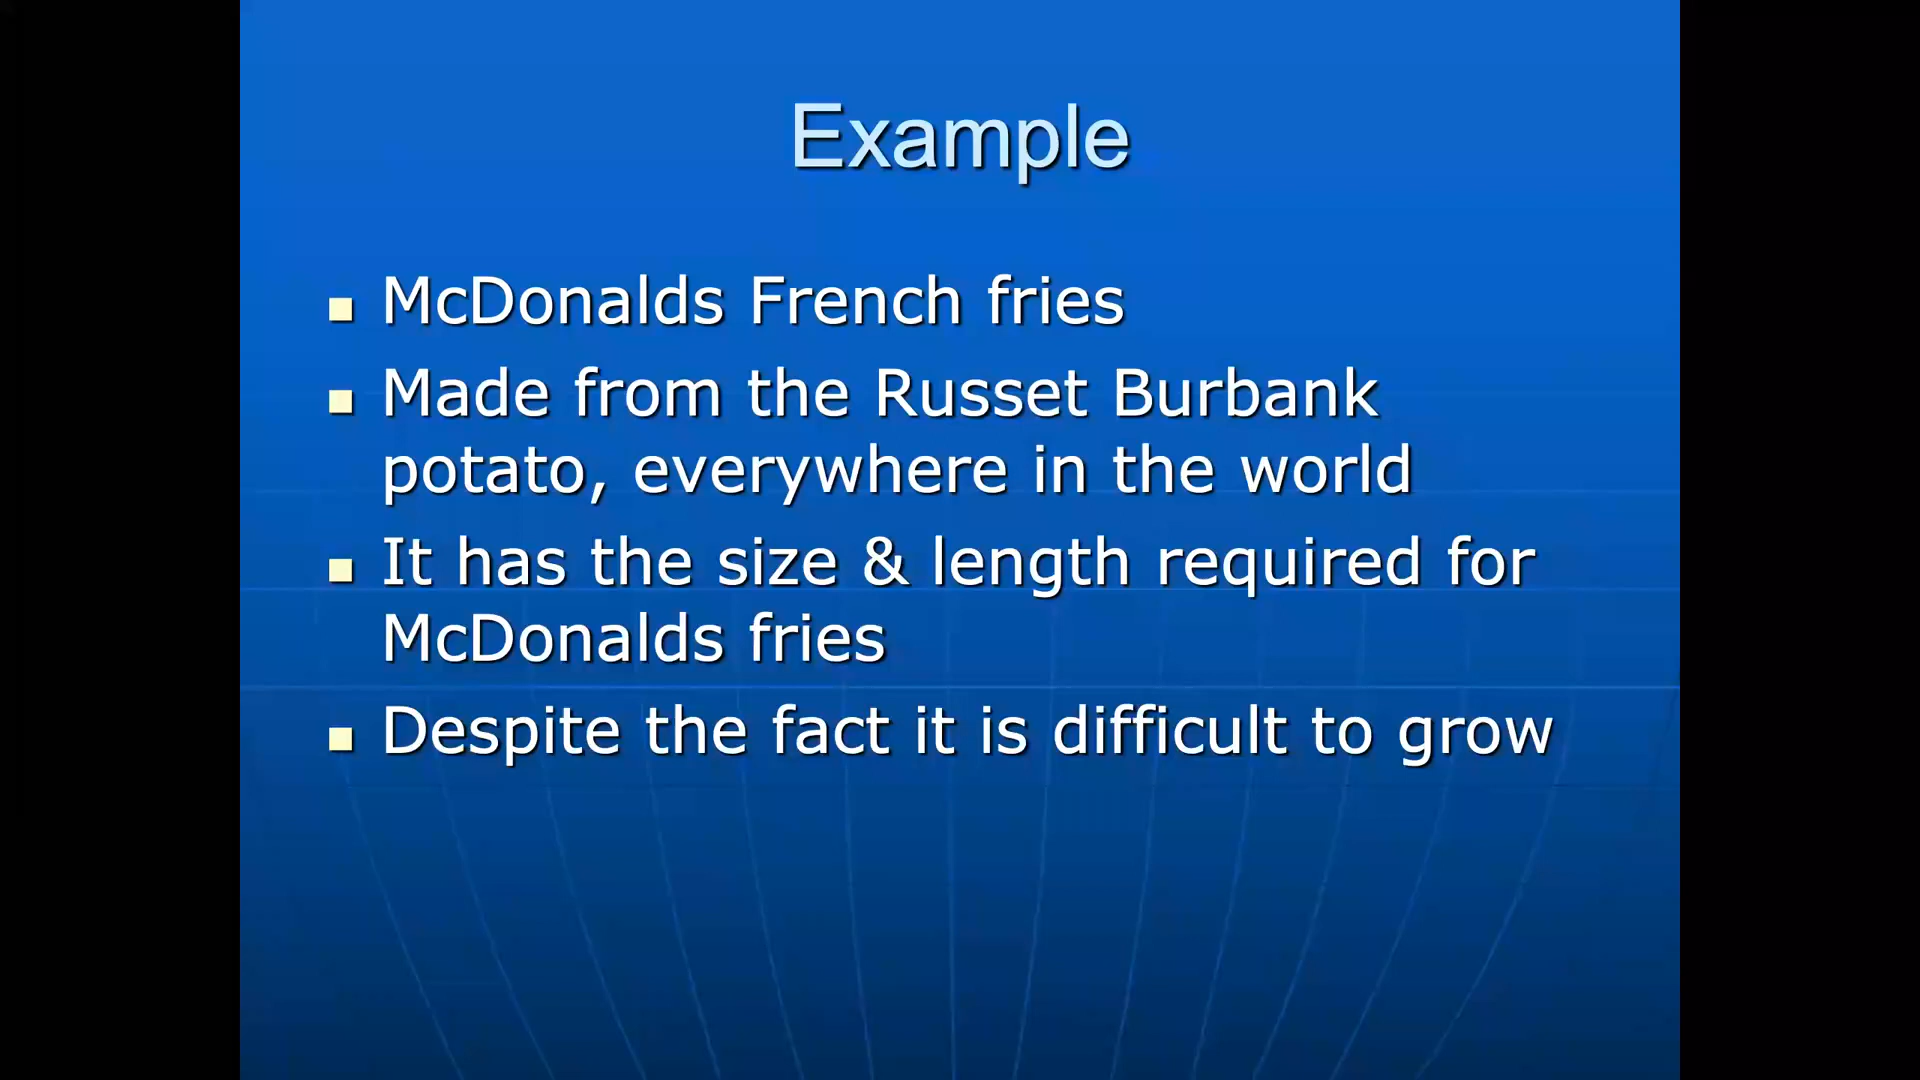 Example
McDonalds French fries
Made from the Russet Burbank
potato, everywhere in the world
It has the size & length required for
McDonalds fries
Despite the fact it is difficult to grow